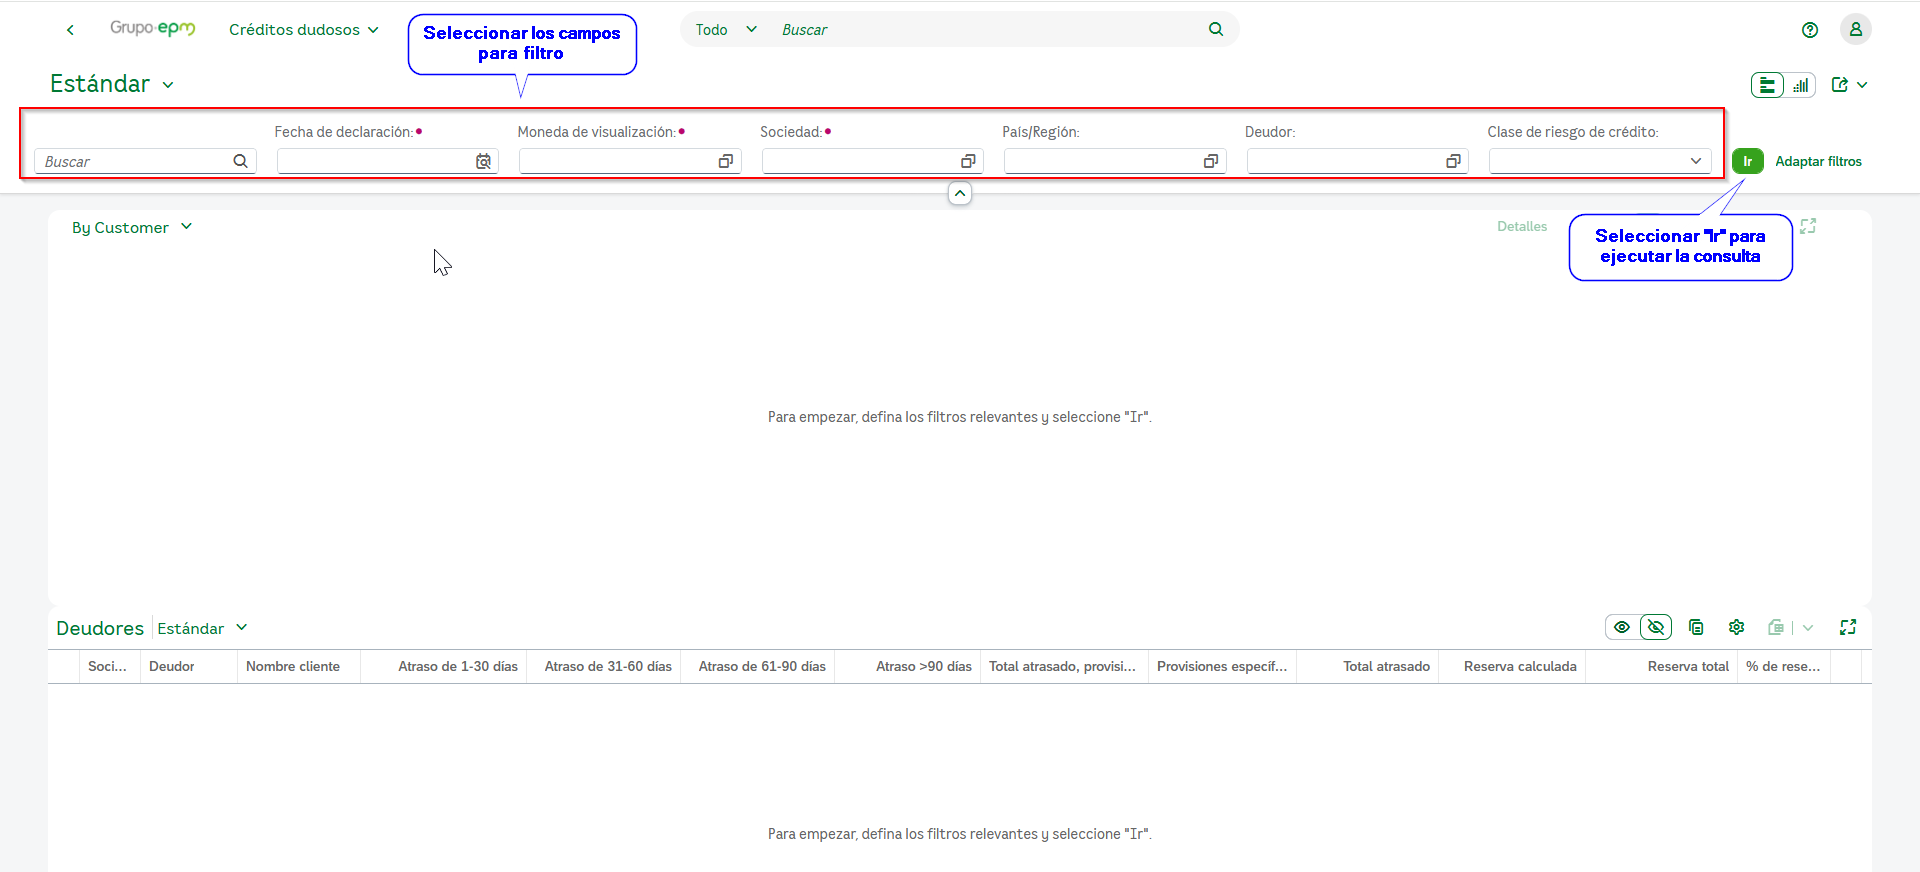 Grupo·epm
Créditos dudosos
Seleccionar los campos
para filtro
Todo
Buscar
Estándar
Fecha de declaración:
Moneda de visualización:
Sociedad:
País/Región:
Deudor:
Clase de riesgo de crédito:
Buscar
Ir
Adaptar filtros
By Customer
Detalles
Seleccionar "Ir" para
ejecutar la consulta
Para empezar, defina los filtros relevantes y seleccione "Ir".
Deudores
Estándar
Soci...
Deudor
Nombre cliente
Atraso de 1-30 días
Atraso de 31-60 días
Atraso de 61-90 días
Atraso >90 días
Total atrasado, provisi...
Provisiones específ...
Total atrasado
Reserva calculada
Reserva total
% de rese...
Para empezar, defina los filtros relevantes y seleccione "Ir".